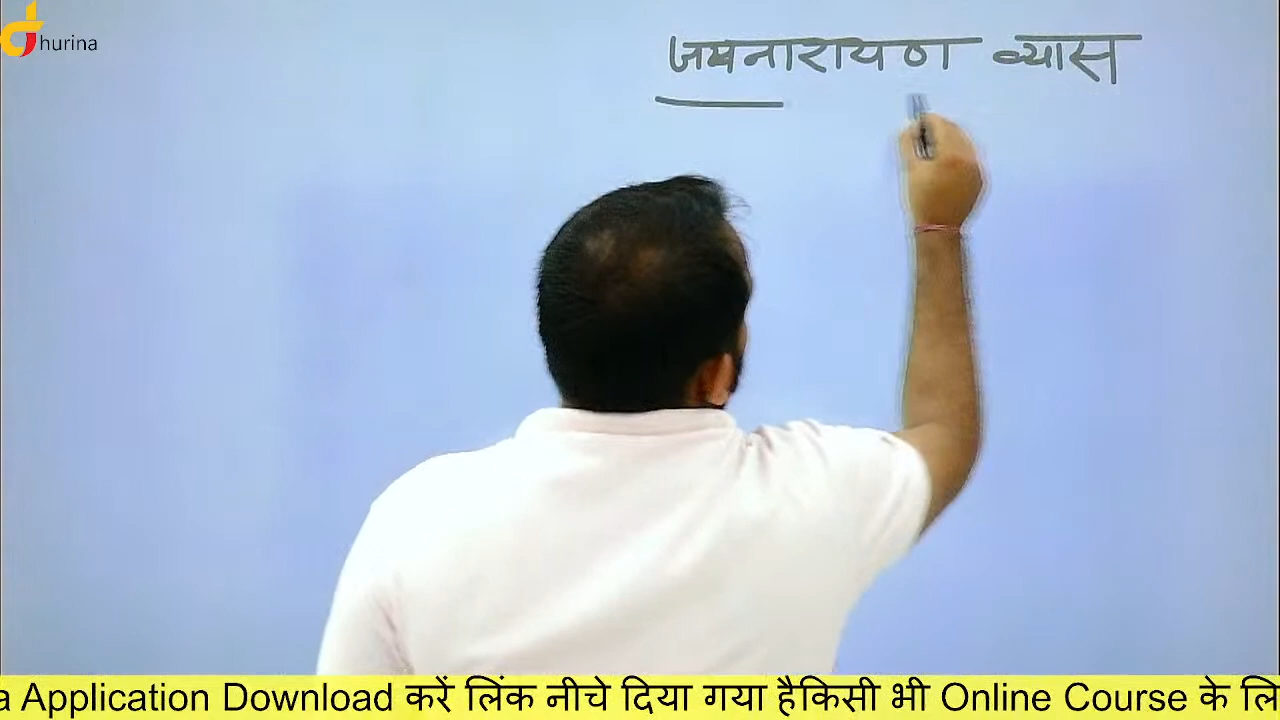 hurina
जयनारायण व्यास
a Application Download करें लिंक नीचे दिया गया हैकिसी भी Online Course के लि